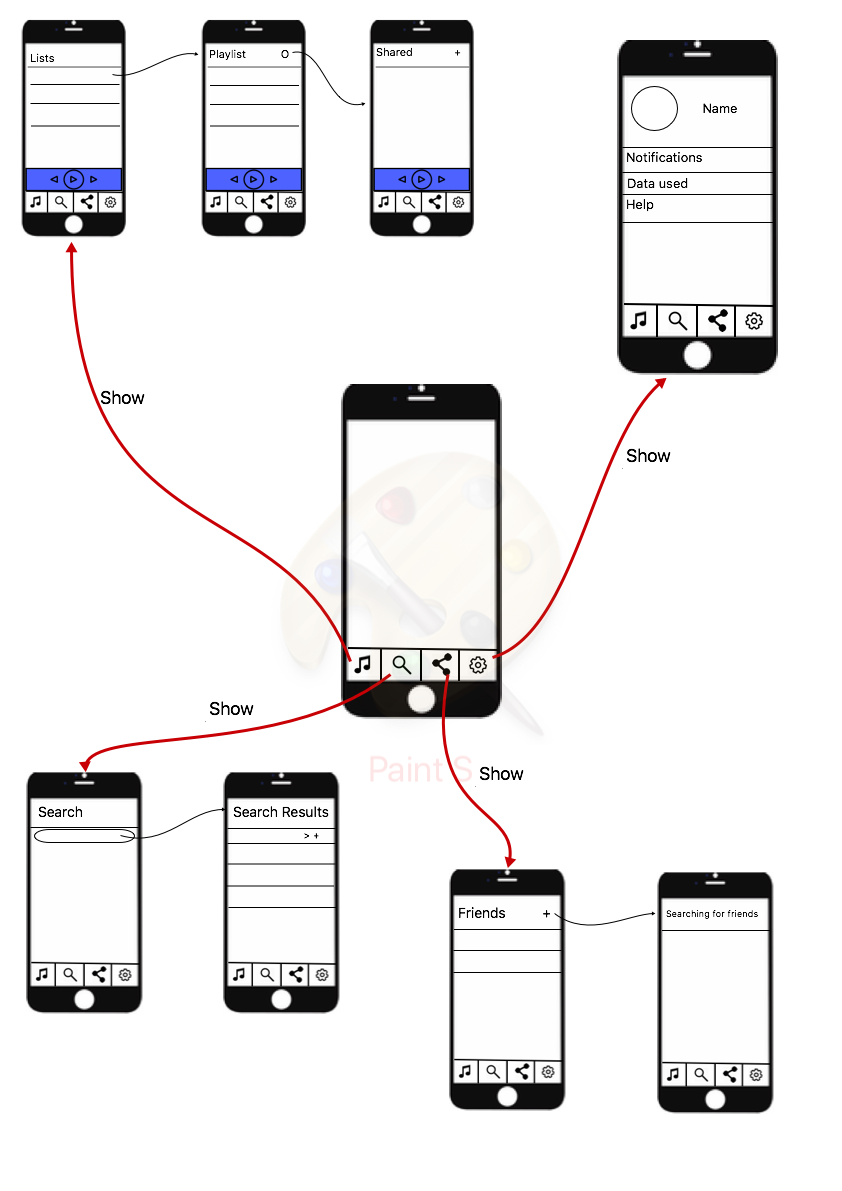 Lists
Playlist O
Shared +
Name
Notifications
Data used
Help
Show
Show
Show
Show
Paint S
Search
Search Results
> +
Friends +
Searching for friends